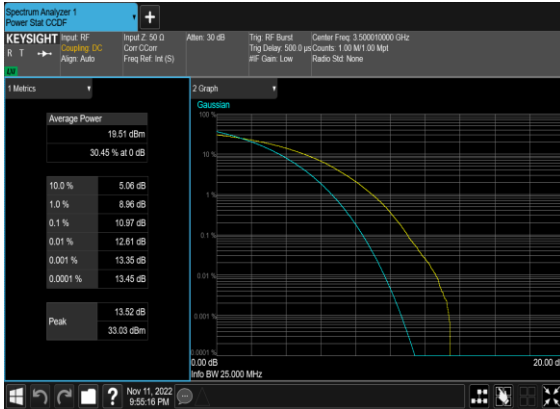 Spectrum Analyzer 1
Power Stat CCDF
+
KEYSIGHT
R T
Input: RF
Coupling: DC
Align: Auto
Input Z: 50 Ω
Corr CCorr
Freq Ref: Int (S)
Atten: 30 dB
Trig: RF Burst
Trig Delay: 500.0 µs
#IF Gain: Low
Center Freq: 3.500010000 GHz
Counts: 1.00 M/1.00 Mpt
Radio Std: None
1 Metrics
Average Power
19.51 dBm
30.45 % at 0 dB
10.0 % 5.06 dB
1.0 % 8.96 dB
0.1 % 10.97 dB
0.01 % 12.61 dB
0.001 % 13.35 dB
0.0001 % 13.45 dB
Peak
13.52 dB
33.03 dBm
2 Graph
Gaussian
100 %
10 %
1 %
0.1 %
0.01 %
0.001 %
0.0001 %
0.00 dB
20.00 d
Info BW 25.000 MHz
?
Nov 11, 2022
9:55:16 PM